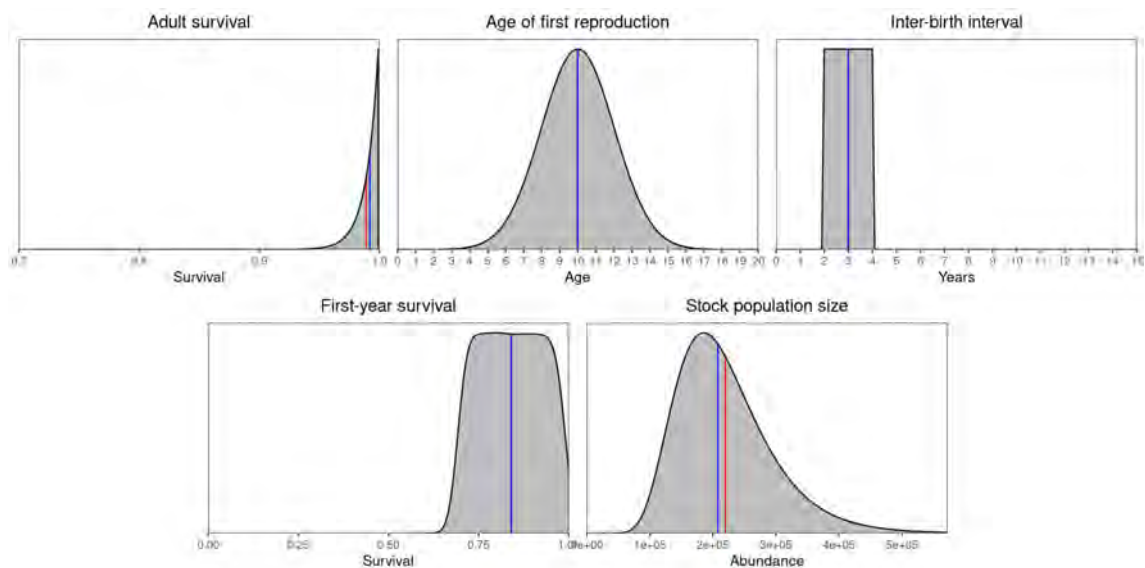 Adult survival
Age of first reproduction
Inter-birth interval
0.7 0.8 0.9 1.0
0 1 2 3 4 5 6 7 8 9 10 11 12 13 14 15 16 17 18 19 20
0 1 2 3 4 5 6 7 8 9 10 11 12 13 14 15
Survival
Age
Years
First-year survival
Stock population size
0.00 0.25 0.50 0.75 1.00
0e+00 1e+05 2e+05 3e+05 4e+05 5e+05
Survival
Abundance